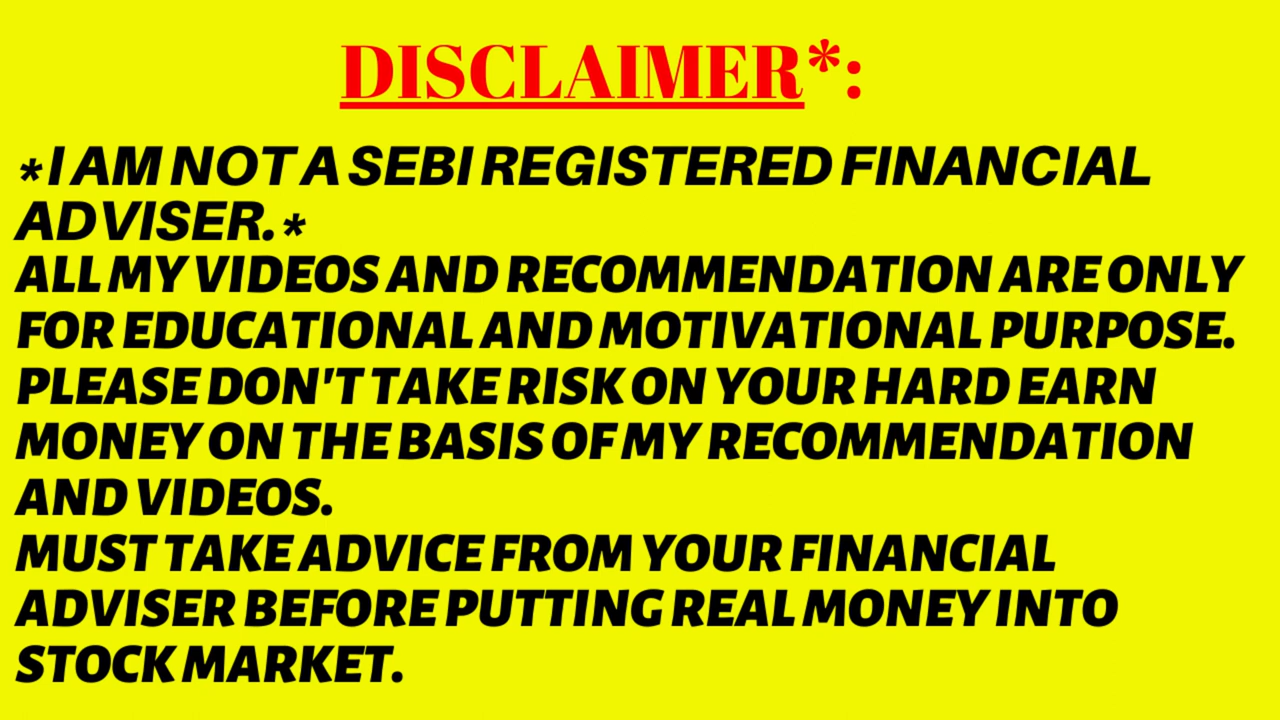 DISCLAIMER*:
*I AM NOT A SEBI REGISTERED FINANCIAL
ADVISER.*
ALL MY VIDEOS AND RECOMMENDATION ARE ONLY
FOR EDUCATIONAL AND MOTIVATIONAL PURPOSE.
PLEASE DON'T TAKE RISK ON YOUR HARD EARN
MONEY ON THE BASIS OF MY RECOMMENDATION
AND VIDEOS.
MUST TAKE ADVICE FROM YOUR FINANCIAL
ADVISER BEFORE PUTTING REAL MONEY INTO
STOCK MARKET.